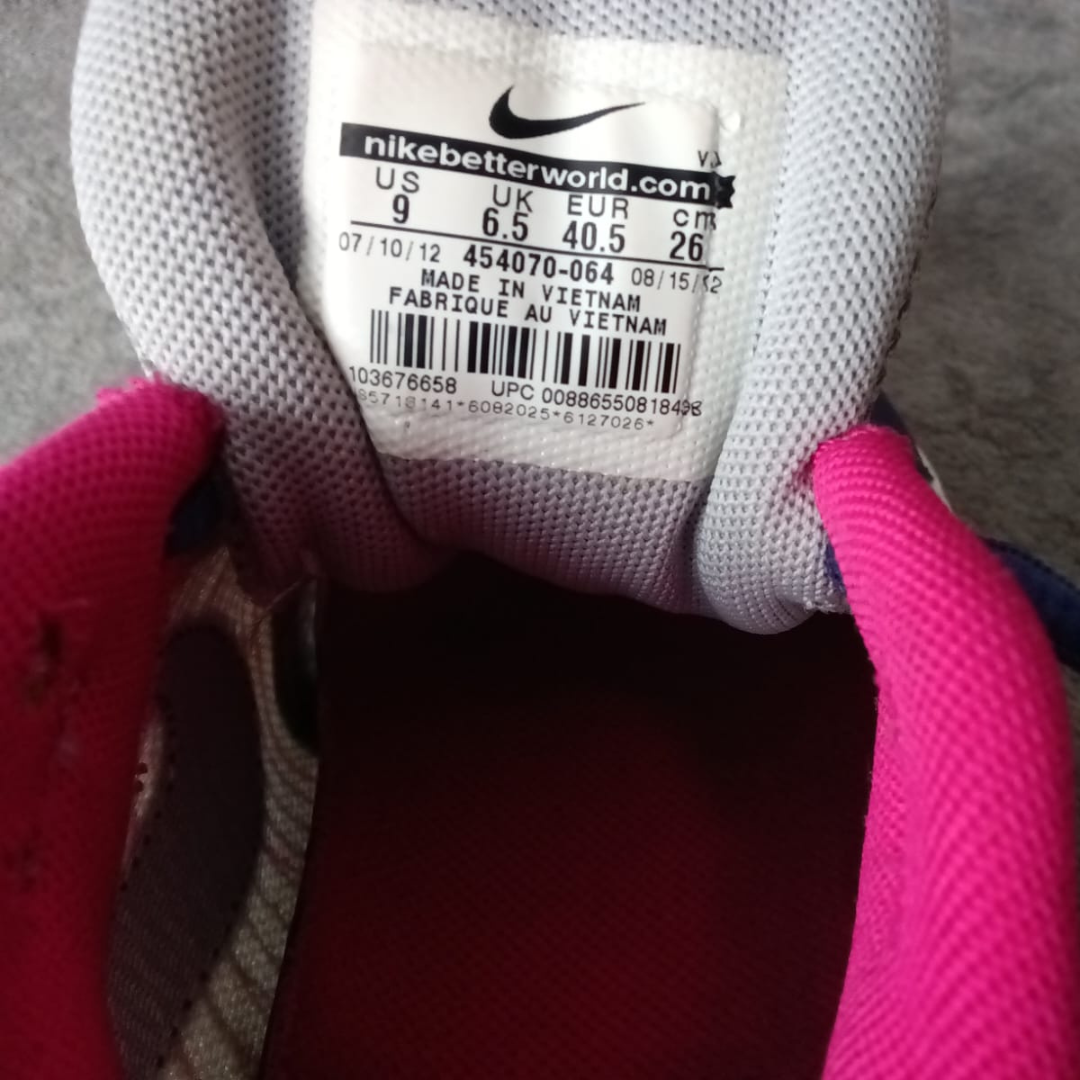 nikebetterworld.com
US UK EUR cm
9 6.5 40.5 26
07/10/12 454070-064 08/15/12
MADE IN VIETNAM
FABRIQUE AU VIETNAM
103676658 UPC 00886550818498